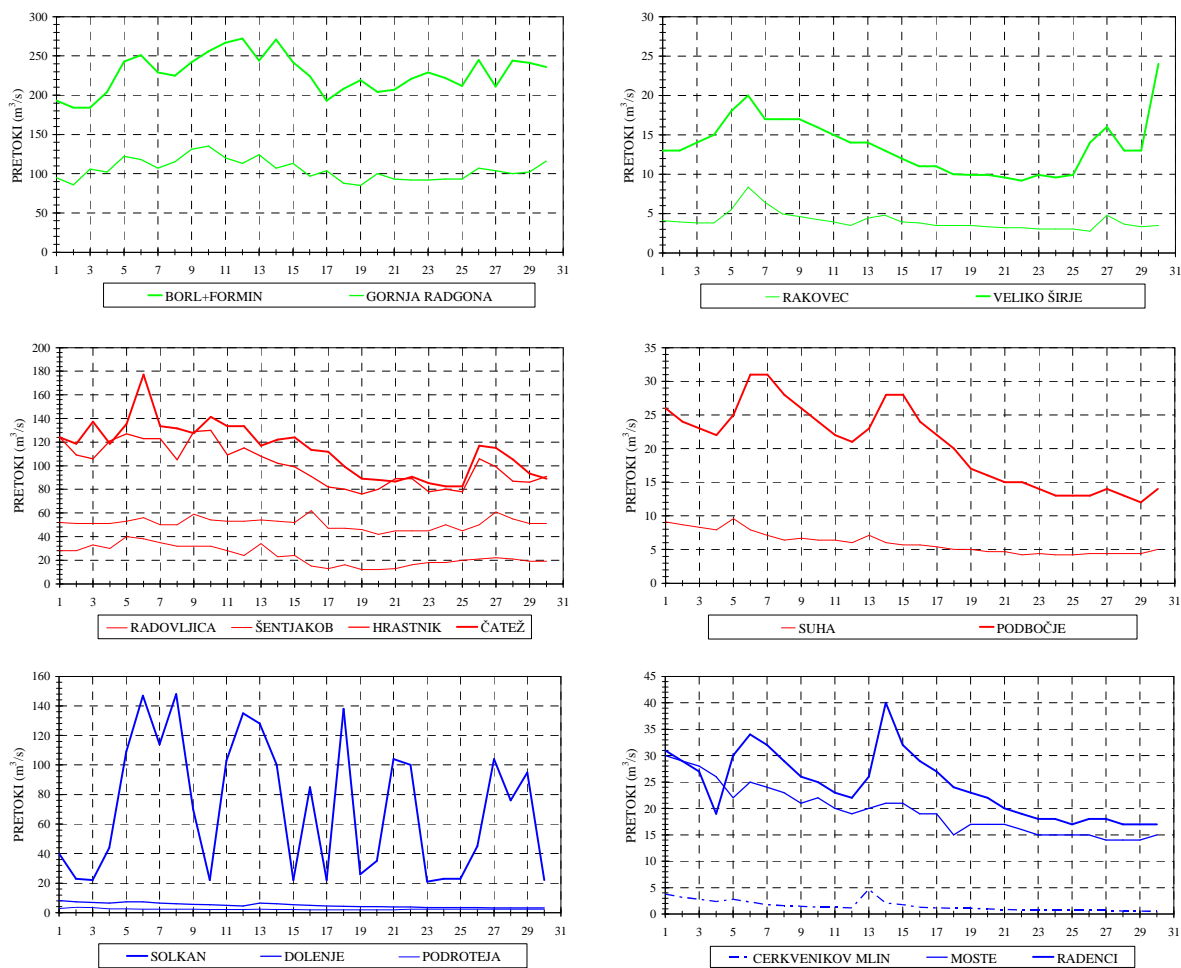 PRETOKI (m³/s)
300
250
200
150
100
50
0
1 3 5 7 9 11 13 15 17 19 21 23 25 27 29 31
BORL+FORMIN GORNJA RADGONA
PRETOKI (m³/s)
30
25
20
15
10
5
0
1 3 5 7 9 11 13 15 17 19 21 23 25 27 29 31
RAKOVEC VELIKO ŠIRJE
PRETOKI (m³/s)
200
180
160
140
120
100
80
60
40
20
0
1 3 5 7 9 11 13 15 17 19 21 23 25 27 29 31
RADOVLJICA ŠENTJAKOB HRASTNIK ČATEŽ
PRETOKI (m³/s)
35
30
25
20
15
10
5
0
1 3 5 7 9 11 13 15 17 19 21 23 25 27 29 31
SUHA PODBOČJE
PRETOKI (m³/s)
160
140
120
100
80
60
40
20
0
1 3 5 7 9 11 13 15 17 19 21 23 25 27 29 31
SOLKAN DOLENJE PODROTEJA
PRETOKI (m³/s)
45
40
35
30
25
20
15
10
5
0
1 3 5 7 9 11 13 15 17 19 21 23 25 27 29 31
CERKVENIKOV MLIN MOSTE RADENCI